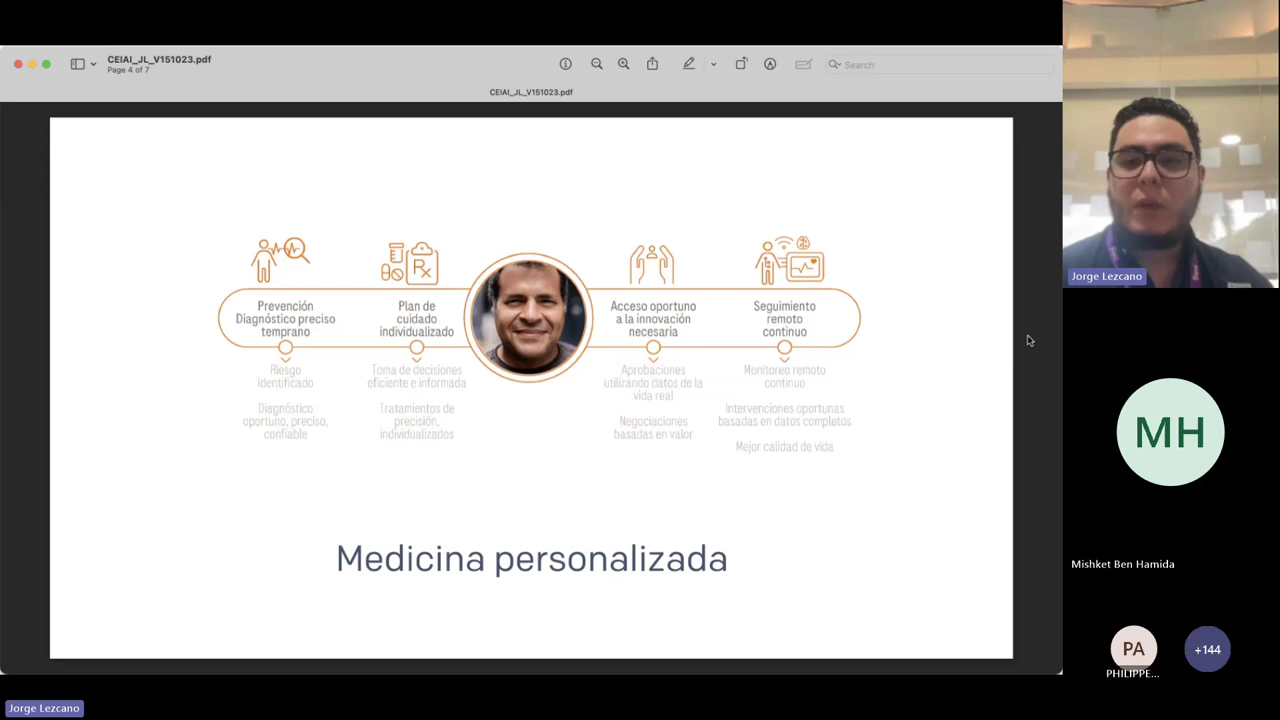 CEIAI_JL_V151023.pdf
Page 4 of 7
Search
CEIAI_JL_V151023.pdf
Prevención
Diagnóstico preciso
temprano
Riesgo
identificado
Diagnóstico
oportuno, preciso,
confiable
Rx
Plan de
cuidado
individualizado
Toma de decisiones
eficiente e informada
Tratamientos de
precisión,
individualizados
Acceso oportuno
a la innovación
necesaria
Aprobaciones
utilizando datos de la
vida real
Negociaciones
basadas en valor
Seguimiento
remoto
continuo
Monitoreo remoto
continuo
Intervenciones oportunas
basadas en datos completos
Mejor calidad de vida
Medicina personalizada
Jorge Lezcano
MH
Mishket Ben Hamida
PA
PHILIPPE...
+144
Jorge Lezcano